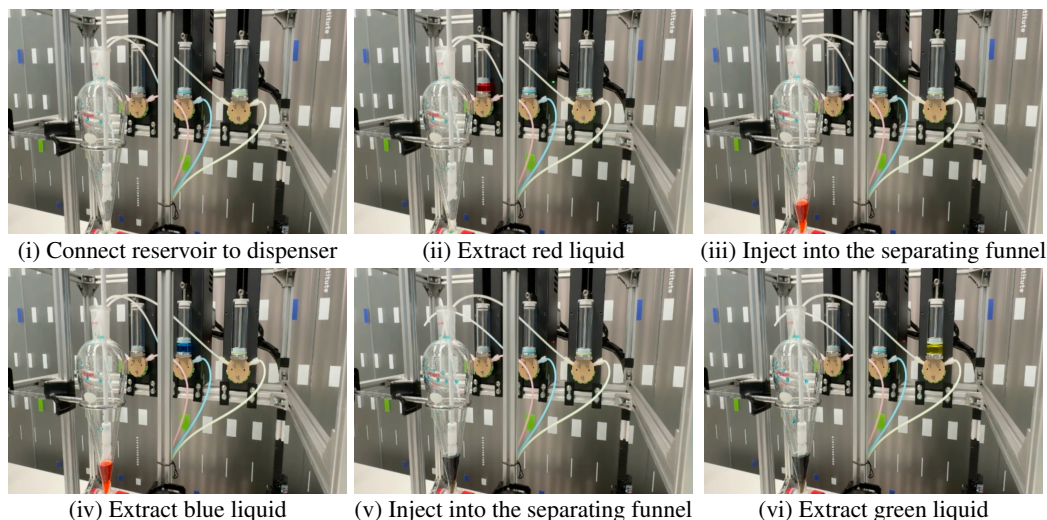 (i) Connect reservoir to dispenser
(ii) Extract red liquid
(iii) Inject into the separating funnel
(iv) Extract blue liquid
(v) Inject into the separating funnel
(vi) Extract green liquid